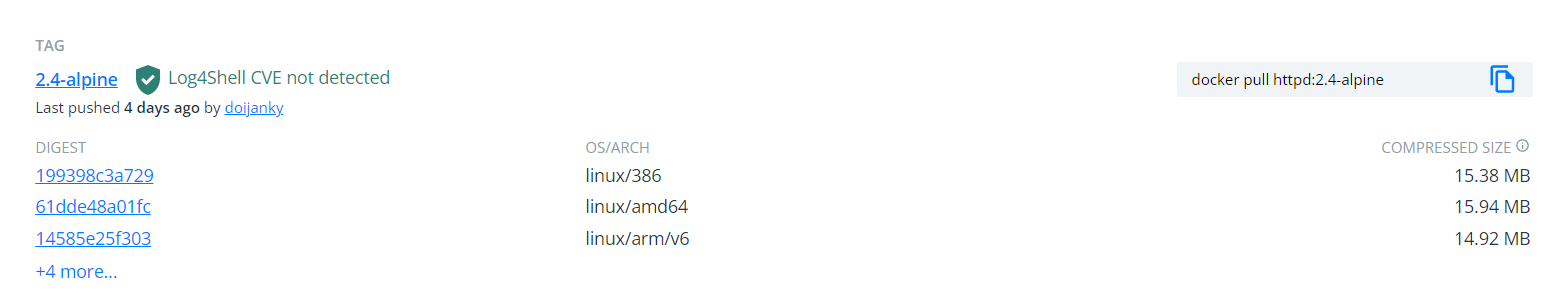 TAG
2.4-alpine Log4Shell CVE not detected
docker pull httpd:2.4-alpine
Last pushed 4 days ago by doijanky
DIGEST OS/ARCH COMPRESSED SIZE
199398c3a729 linux/386 15.38 MB
61dde48a01fc linux/amd64 15.94 MB
14585e25f303 linux/arm/v6 14.92 MB
+4 more...